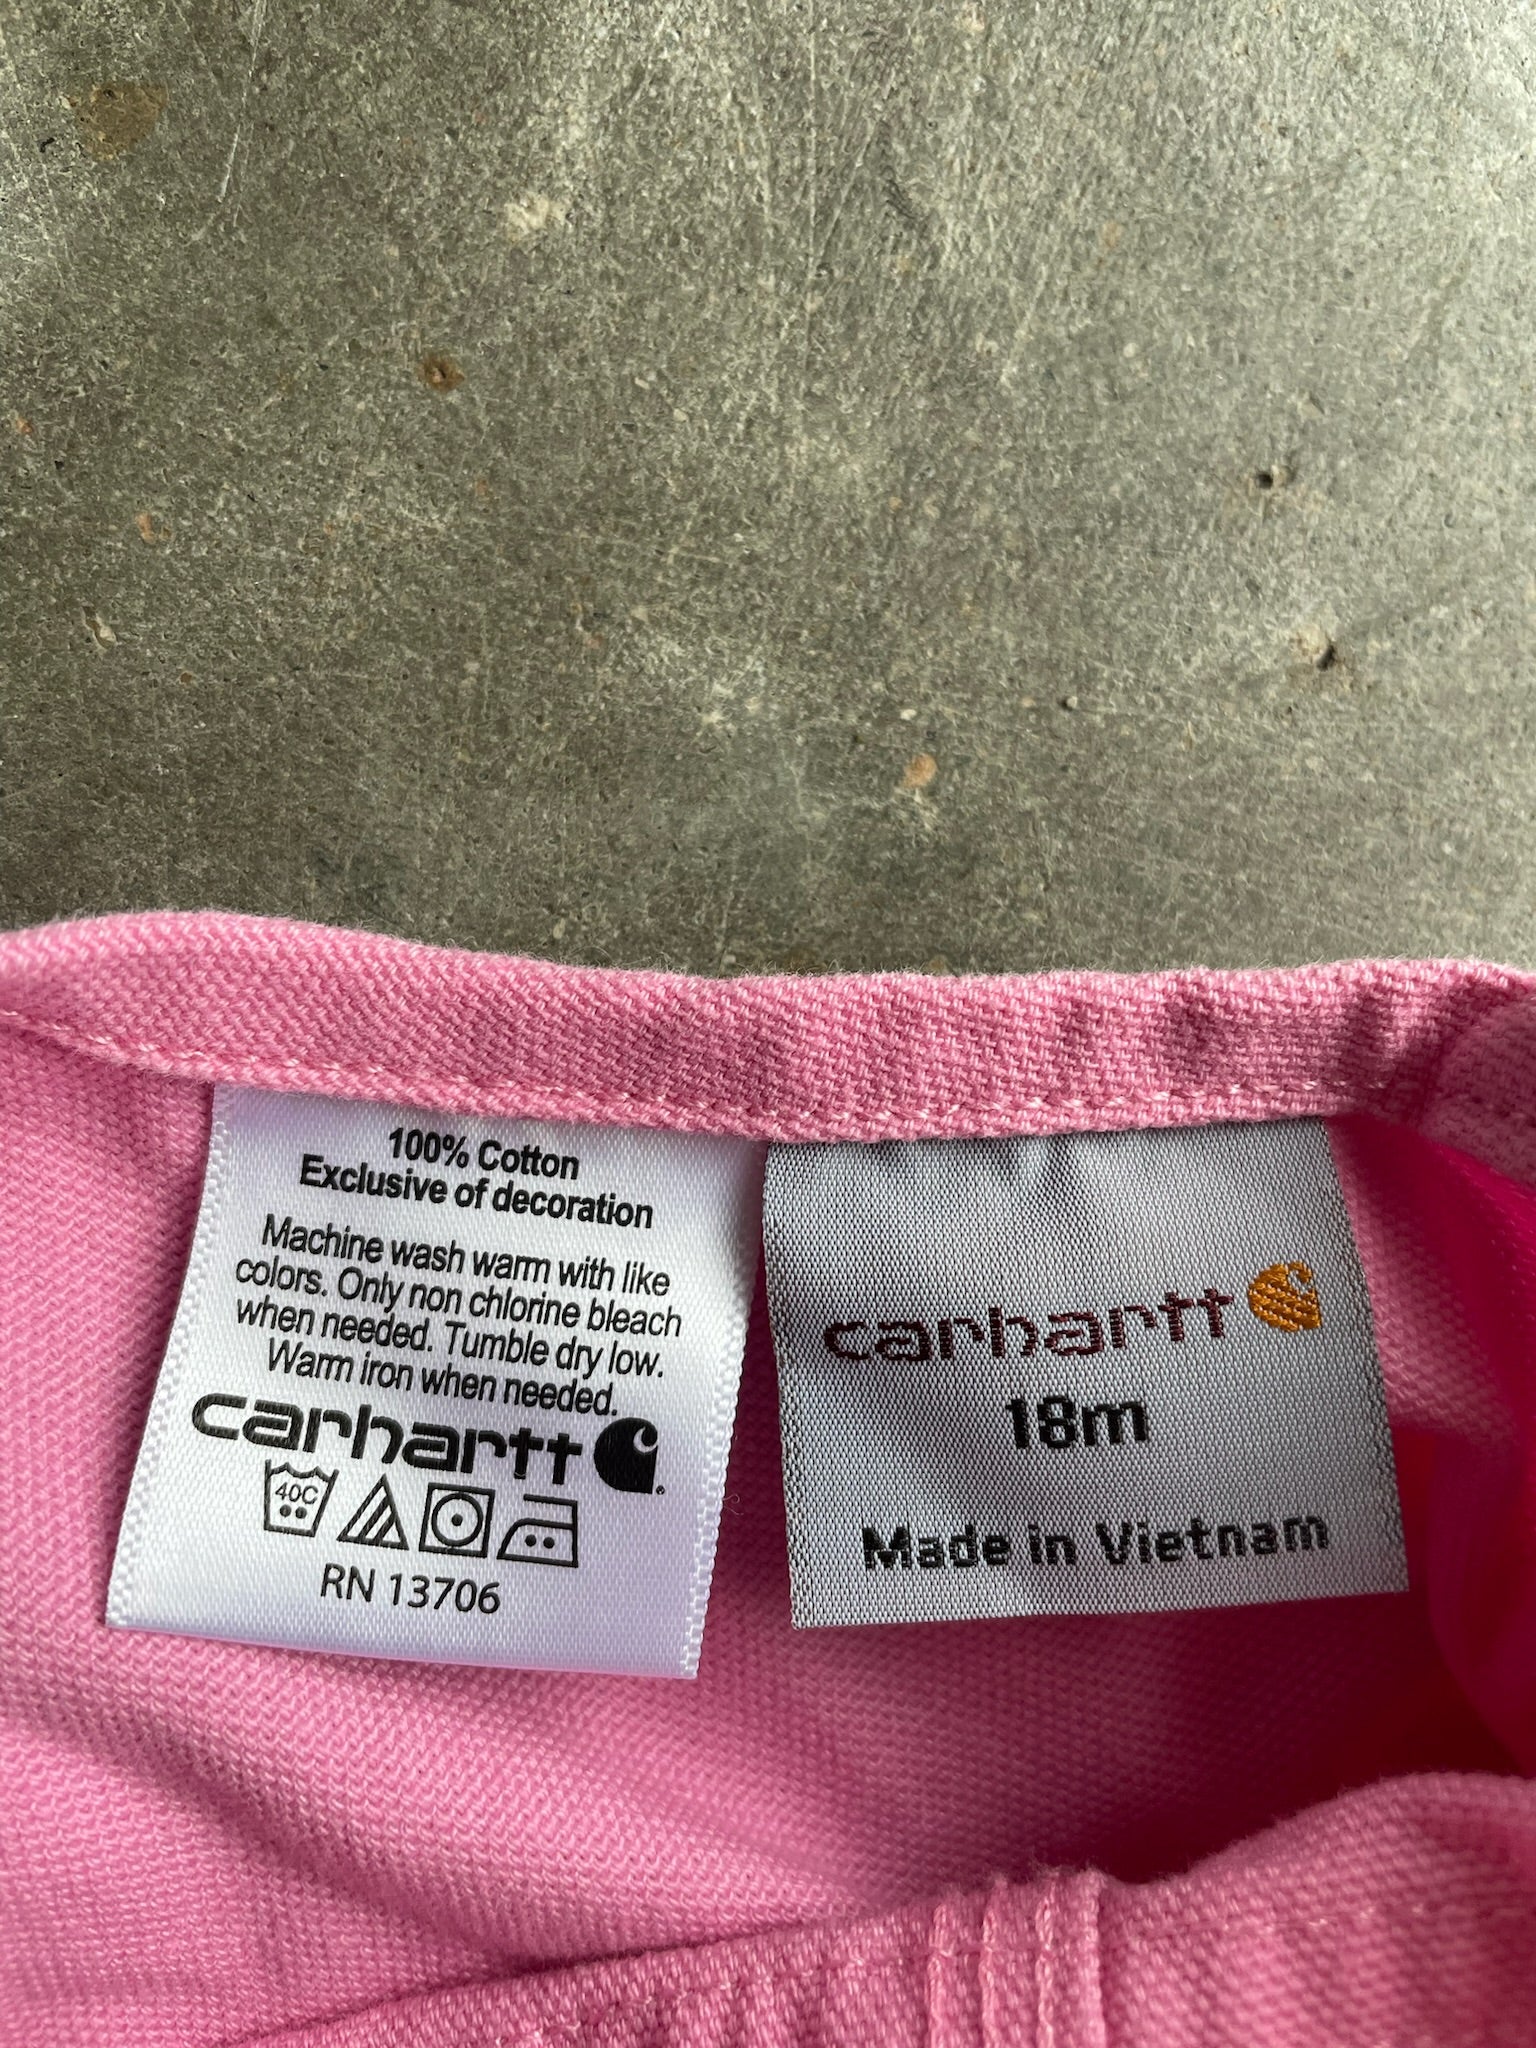 100% Cotton
Exclusive of decoration
Machine wash warm with like
colors. Only non chlorine bleach
when needed. Tumble dry low.
Warm iron when needed.
carhartt
40C
RN 13706
carhartt
18m
Made in Vietnam